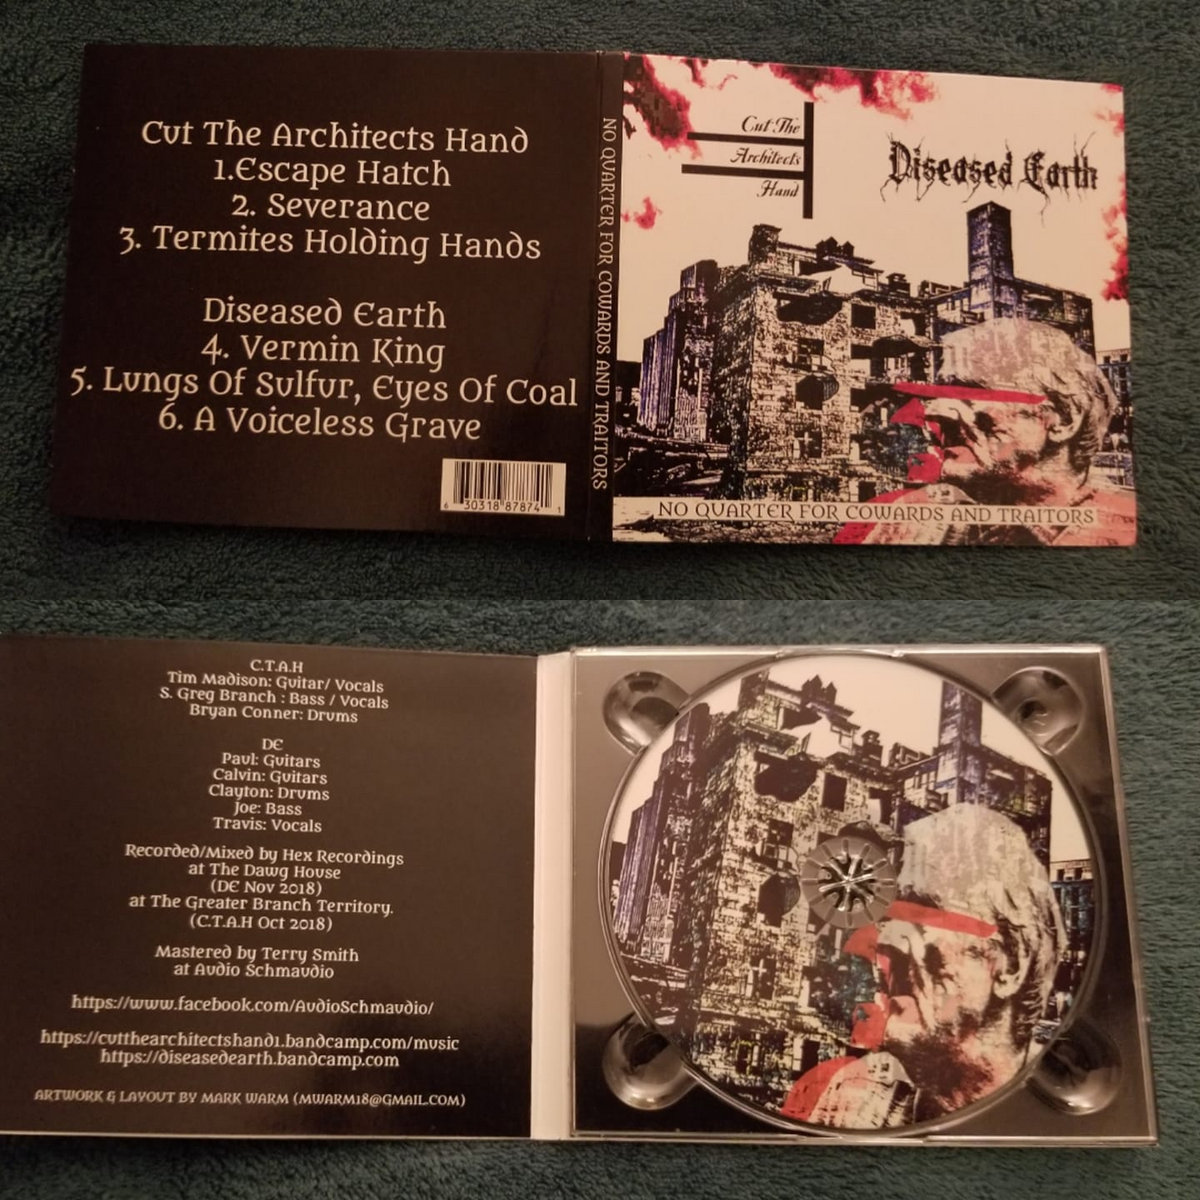 Cut The Architects Hand
1.Escape Hatch
2. Severance
3. Termites Holding Hands
Diseased Earth
4. Vermin King
5. Lungs Of Sulfur, Eyes Of Coal
6. A Voiceless Grave
6 30318 87874 1
NO QUARTER FOR COWARDS AND TRAITORS
Cut The
Architects
Hand
Diseased Earth
NO QUARTER FOR COWARDS AND TRAITORS
C.T.A.H
Tim Madison: Guitar/ Vocals
S. Greg Branch : Bass / Vocals
Bryan Conner: Drums
DE
Paul: Guitars
Calvin: Guitars
Clayton: Drums
Joe: Bass
Travis: Vocals
Recorded/Mixed by Hex Recordings
at The Dawg House
(DE Nov 2018)
at The Greater Branch Territory.
(C.T.A.H Oct 2018)
Mastered by Terry Smith
at Audio Schmaudio
https://www.facebook.com/AudioSchmaudio/
https://cutthearchitectshand1.bandcamp.com/music
https://diseasedearth.bandcamp.com
ARTWORK & LAYOUT BY MARK WARM (MWARM18@GMAIL.COM)